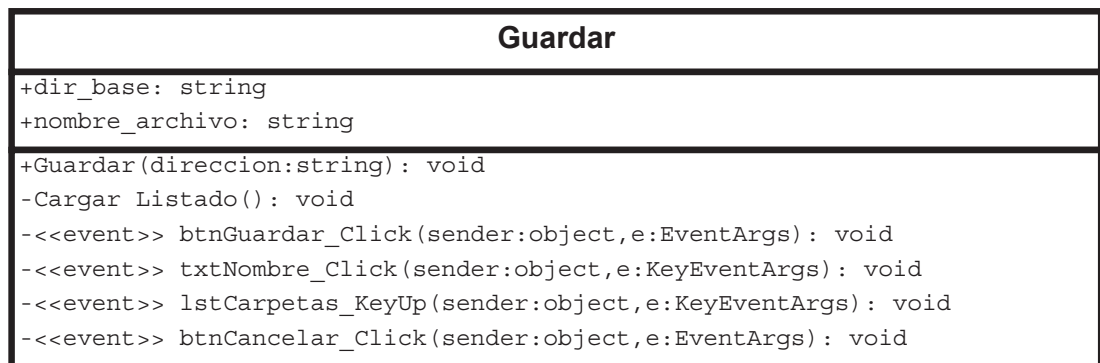 Guardar
+dir_base: string
+nombre_archivo: string
+Guardar(direccion:string): void
-Cargar Listado(): void
-<<event>> btnGuardar_Click(sender:object,e:EventArgs): void
-<<event>> txtNombre_Click(sender:object,e:KeyEventArgs): void
-<<event>> lstCarpetas_KeyUp(sender:object,e:KeyEventArgs): void
-<<event>> btnCancelar_Click(sender:object,e:EventArgs): void